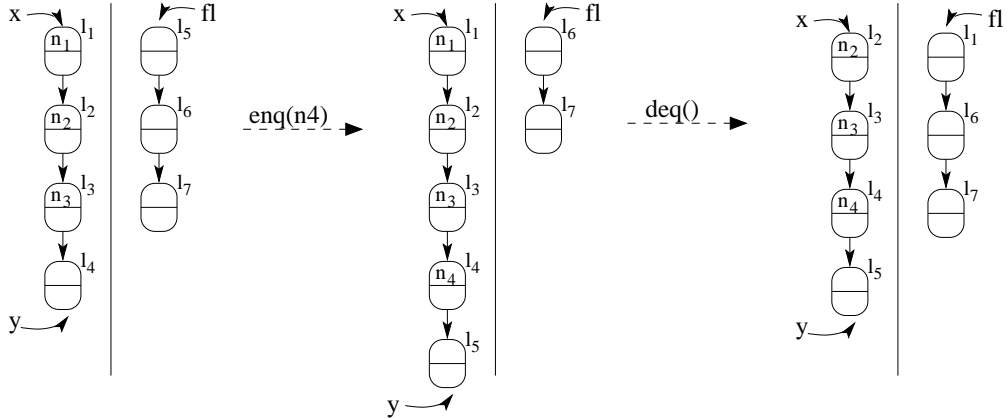 x l₁ l₅ fl
n₁
l₂ l₆
n₂
l₃ l₇
n₃
l₄
y
enq(n4)
x l₁ l₆ fl
n₁
l₂ l₇
n₂
l₃
n₃
l₄
n₄
l₅
y
deq()
x l₂ l₁ fl
n₂
l₃ l₆
n₃
l₄ l₇
n₄
l₅
y